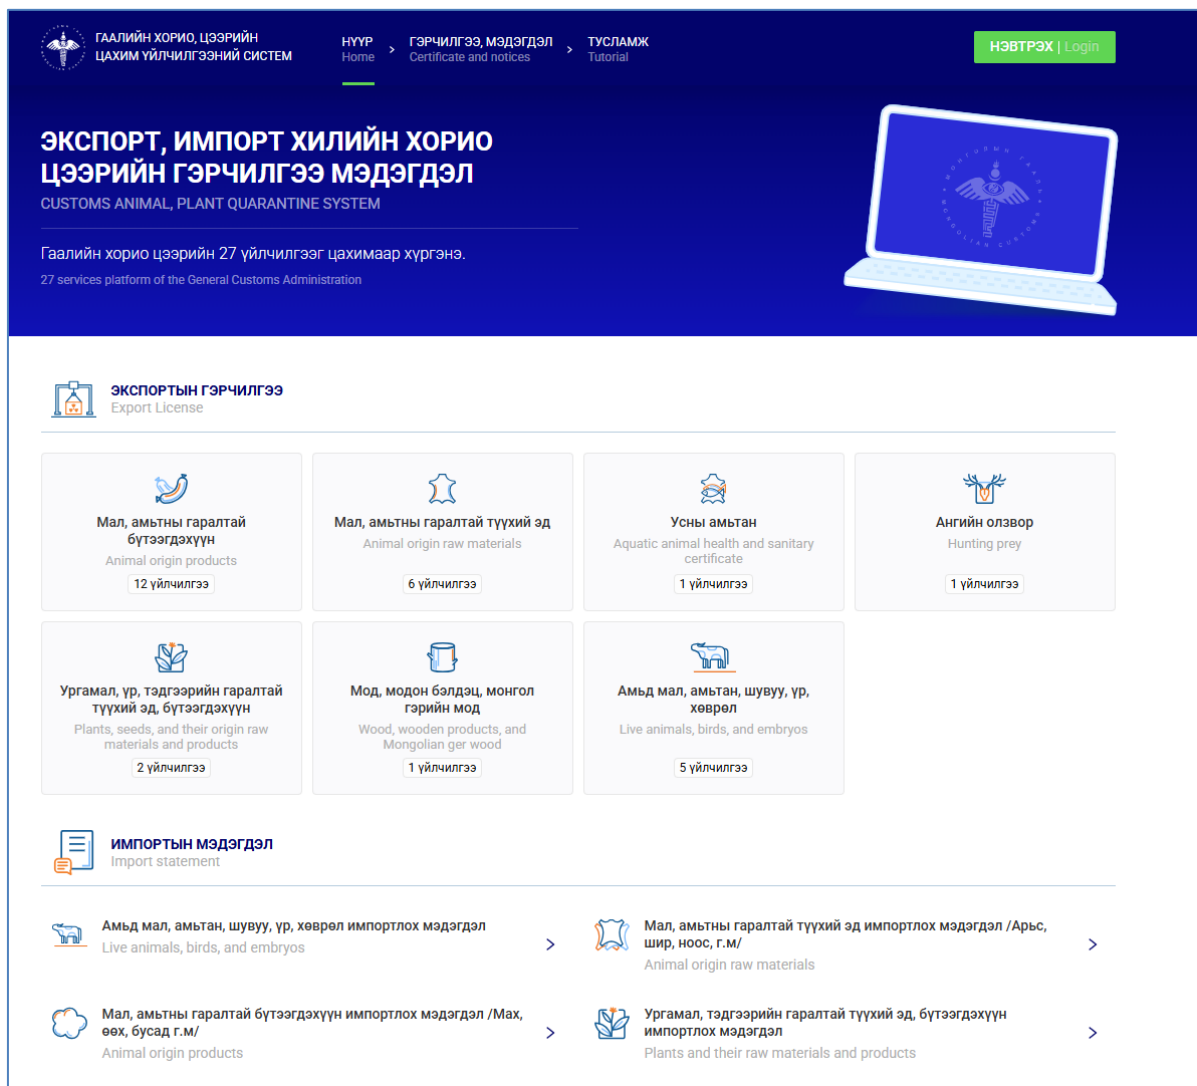 ГААЛИЙН ХОРИО, ЦЭЭРИЙН
ЦАХИМ ҮЙЛЧИЛГЭЭНИЙ СИСТЕМ
НҮҮР > ГЭРЧИЛГЭЭ, МЭДЭГДЭЛ > ТУСЛАМЖ
Home Certificate and notices Tutorial
НЭВТРЭХ | Login
ЭКСПОРТ, ИМПОРТ ХИЛИЙН ХОРИО
ЦЭЭРИЙН ГЭРЧИЛГЭЭ МЭДЭГДЭЛ
CUSTOMS ANIMAL, PLANT QUARANTINE SYSTEM
Гаалийн хорио цээрийн 27 үйлчилгээг цахимаар хүргэнэ.
27 services platform of the General Customs Administration
МОНГОЛЫН ГААЛЬ
MONGOLIAN CUSTOMS
ЭКСПОРТЫН ГЭРЧИЛГЭЭ
Export License
Мал, амьтны гаралтай
бүтээгдэхүүн
Animal origin products
12 үйлчилгээ
Мал, амьтны гаралтай түүхий эд
Animal origin raw materials
6 үйлчилгээ
Усны амьтан
Aquatic animal health and sanitary
certificate
1 үйлчилгээ
Ангийн олзвор
Hunting prey
1 үйлчилгээ
Ургамал, үр, тэдгээрийн гаралтай
түүхий эд, бүтээгдэхүүн
Plants, seeds, and their origin raw
materials and products
2 үйлчилгээ
Мод, модон бэлдэц, монгол
гэрийн мод
Wood, wooden products, and
Mongolian ger wood
1 үйлчилгээ
Амьд мал, амьтан, шувуу, үр,
хөврөл
Live animals, birds, and embryos
5 үйлчилгээ
ИМПОРТЫН МЭДЭГДЭЛ
Import statement
Амьд мал, амьтан, шувуу, үр, хөврөл импортлох мэдэгдэл
Live animals, birds, and embryos
Мал, амьтны гаралтай түүхий эд импортлох мэдэгдэл /Арьс,
шир, ноос, г.м/
Animal origin raw materials
Мал, амьтны гаралтай бүтээгдэхүүн импортлох мэдэгдэл /Мах,
өөх, бусад г.м/
Animal origin products
Ургамал, тэдгээрийн гаралтай түүхий эд, бүтээгдэхүүн
импортлох мэдэгдэл
Plants and their raw materials and products